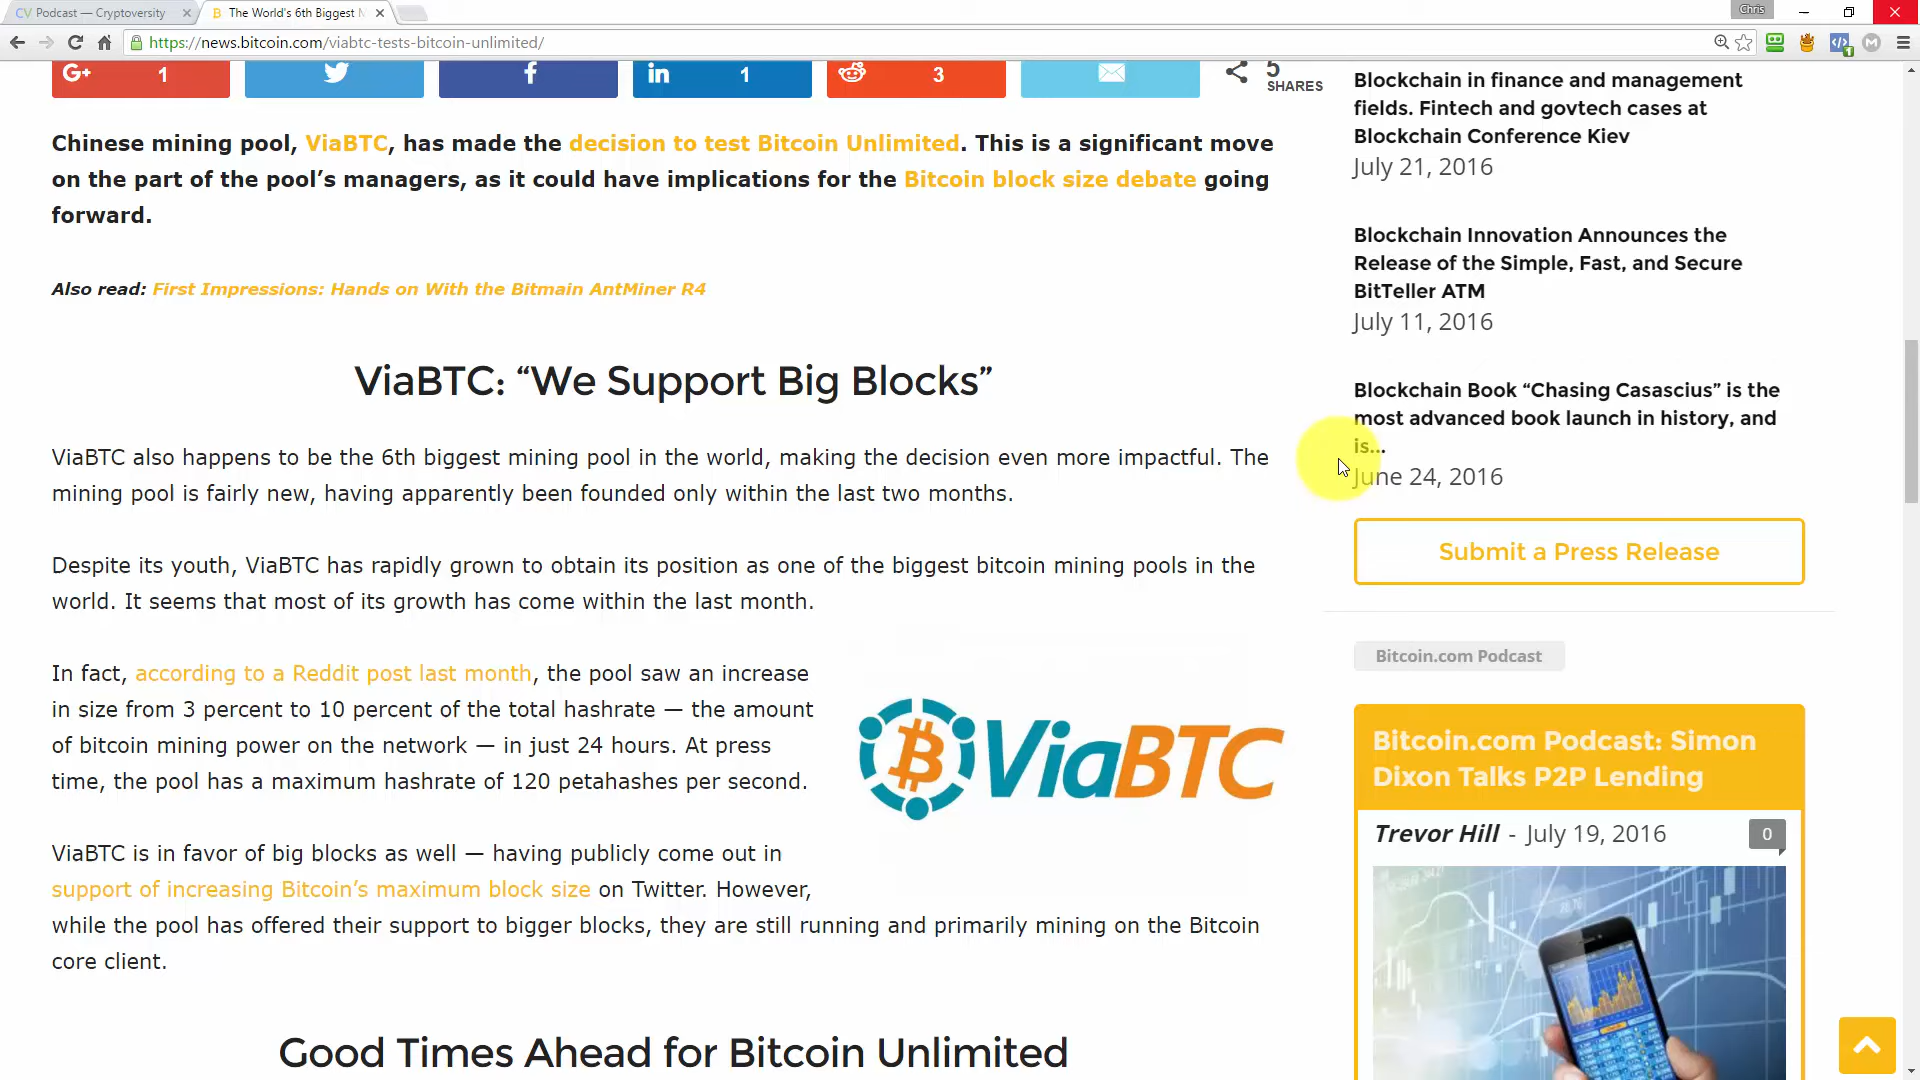 Podcast — Cryptoversity
The World's 6th Biggest
Chris
https://news.bitcoin.com/viabtc-tests-bitcoin-unlimited/
1
1
3
5
SHARES
Chinese mining pool, ViaBTC, has made the decision to test Bitcoin Unlimited. This is a significant move
on the part of the pool’s managers, as it could have implications for the Bitcoin block size debate going
forward.
Also read: First Impressions: Hands on With the Bitmain AntMiner R4
ViaBTC: “We Support Big Blocks”
ViaBTC also happens to be the 6th biggest mining pool in the world, making the decision even more impactful. The
mining pool is fairly new, having apparently been founded only within the last two months.
Despite its youth, ViaBTC has rapidly grown to obtain its position as one of the biggest bitcoin mining pools in the
world. It seems that most of its growth has come within the last month.
In fact, according to a Reddit post last month, the pool saw an increase
in size from 3 percent to 10 percent of the total hashrate — the amount
of bitcoin mining power on the network — in just 24 hours. At press
time, the pool has a maximum hashrate of 120 petahashes per second.
ViaBTC
ViaBTC is in favor of big blocks as well — having publicly come out in
support of increasing Bitcoin’s maximum block size on Twitter. However,
while the pool has offered their support to bigger blocks, they are still running and primarily mining on the Bitcoin
core client.
Good Times Ahead for Bitcoin Unlimited
Blockchain in finance and management
fields. Fintech and govtech cases at
Blockchain Conference Kiev
July 21, 2016
Blockchain Innovation Announces the
Release of the Simple, Fast, and Secure
BitTeller ATM
July 11, 2016
Blockchain Book “Chasing Casascius” is the
most advanced book launch in history, and
is...
June 24, 2016
Submit a Press Release
Bitcoin.com Podcast
Bitcoin.com Podcast: Simon
Dixon Talks P2P Lending
Trevor Hill - July 19, 2016
0